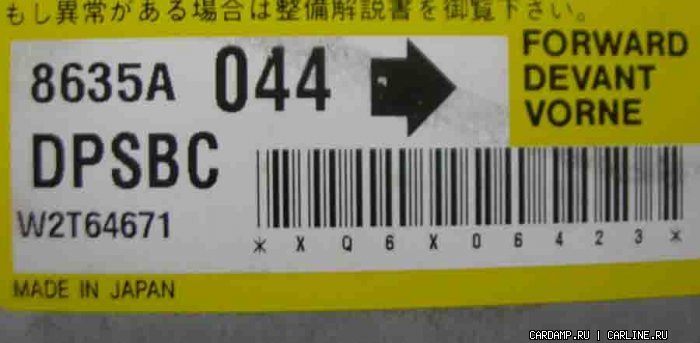 もし異常がある場合は整備解説書を御覧下さい。
8635A 044
FORWARD
DEVANT
VORNE
DPSBC
W2T64671
* X Q 6 X 0 6 4 2 3 *
MADE IN JAPAN
CARDAMP.RU | CARLINE.RU